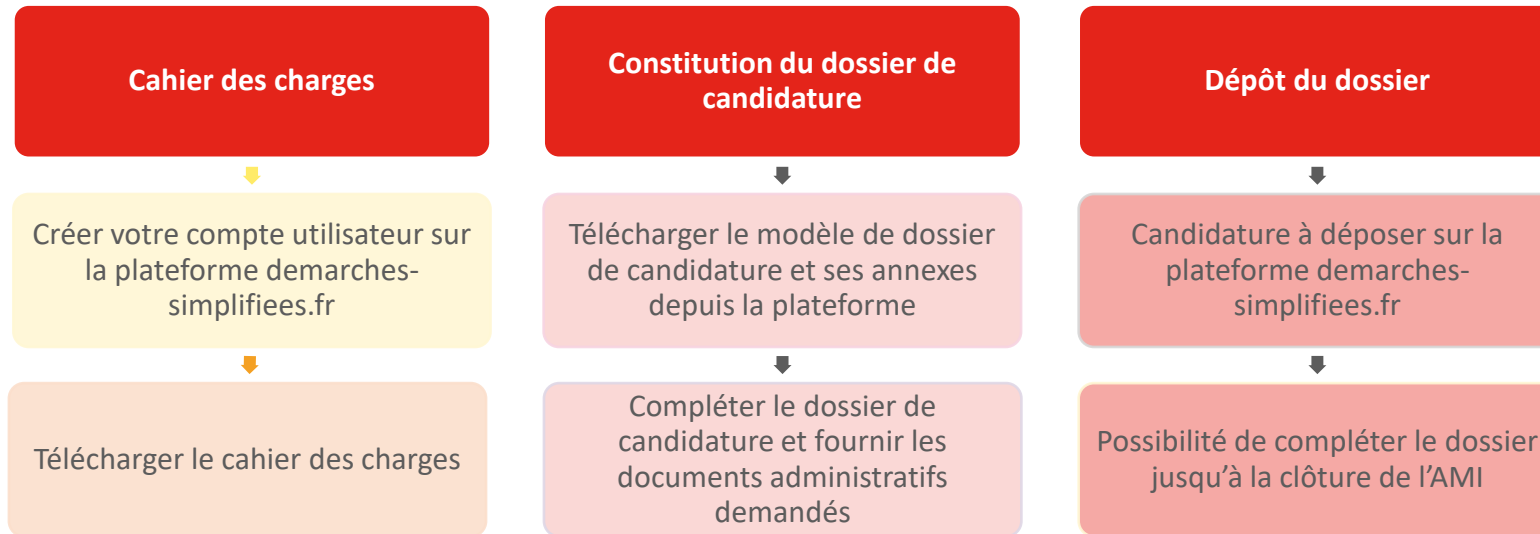 Cahier des charges
Créer votre compte utilisateur sur
la plateforme demarches-
simplifiees.fr
Télécharger le cahier des charges
Constitution du dossier de
candidature
Télécharger le modèle de dossier
de candidature et ses annexes
depuis la plateforme
Compléter le dossier de
candidature et fournir les
documents administratifs
demandés
Dépôt du dossier
Candidature à déposer sur la
plateforme demarches-
simplifiees.fr
Possibilité de compléter le dossier
jusqu’à la clôture de l’AMI